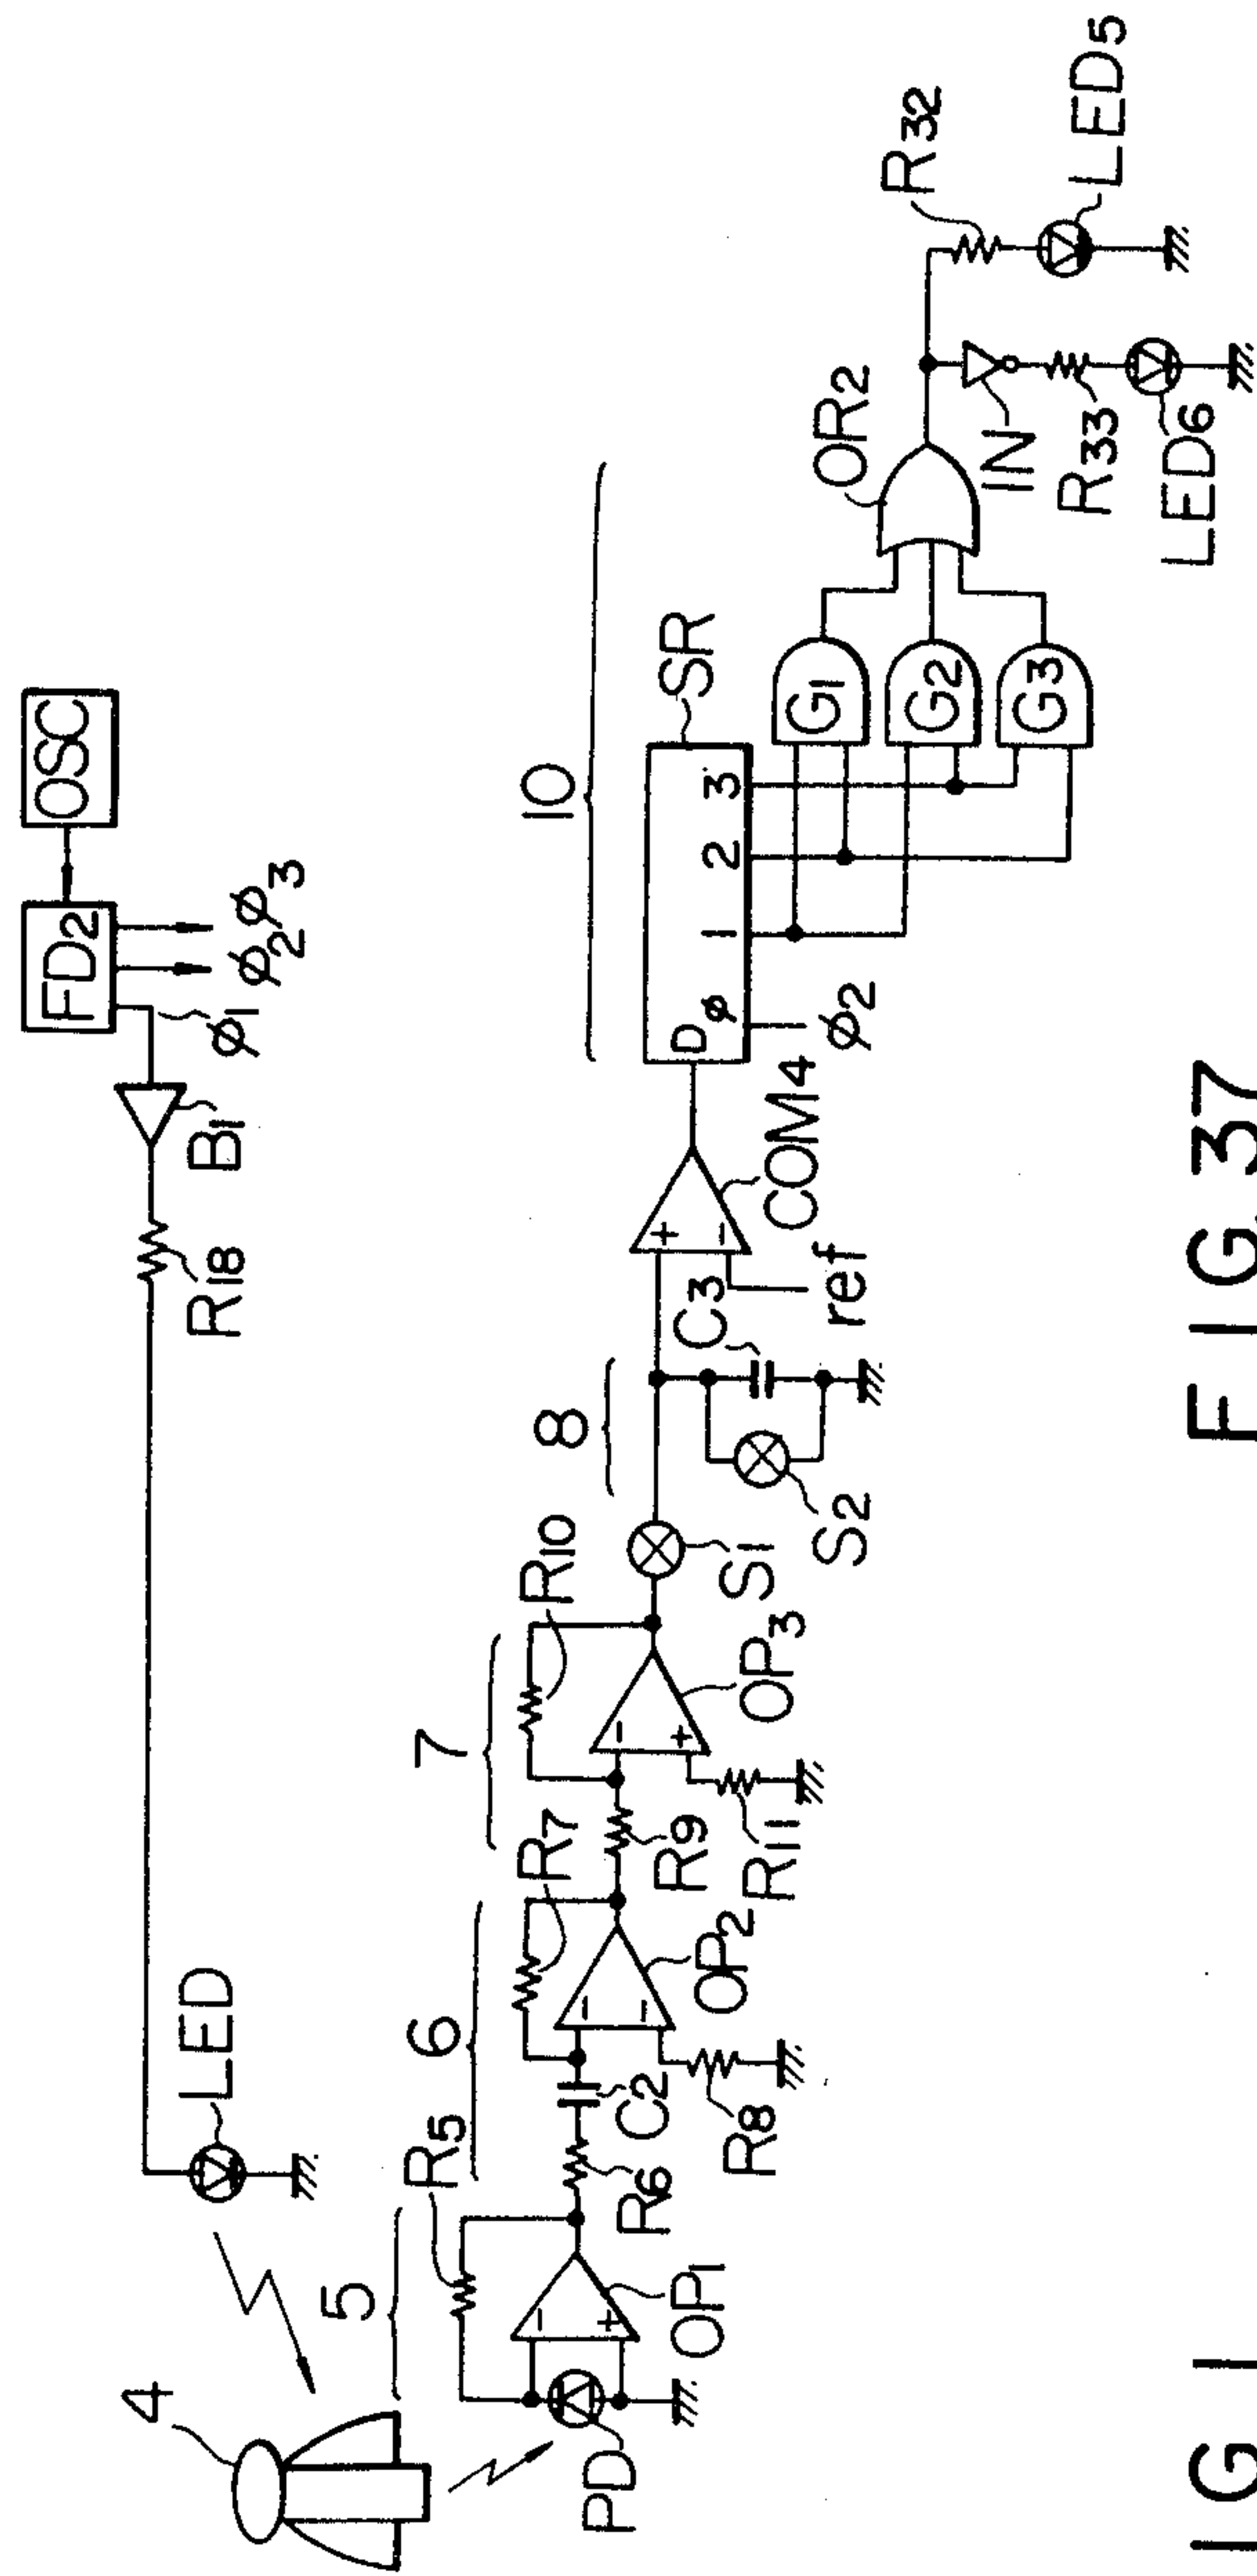 OSC
FD2
φ1
φ2
φ3
B1
R18
LED
4
5
PD
R5
OP1
6
R6
C2
R7
−
−
R8
OP2
7
R9
R10
−
+
R11
OP3
−
+
S1
8
S2
C3
+
−
ref
COM4
10
D
φ
1
2
3
SR
φ2
G1
G2
G3
OR2
IN
R32
LED5
R33
LED6
F I G. 37
I G I